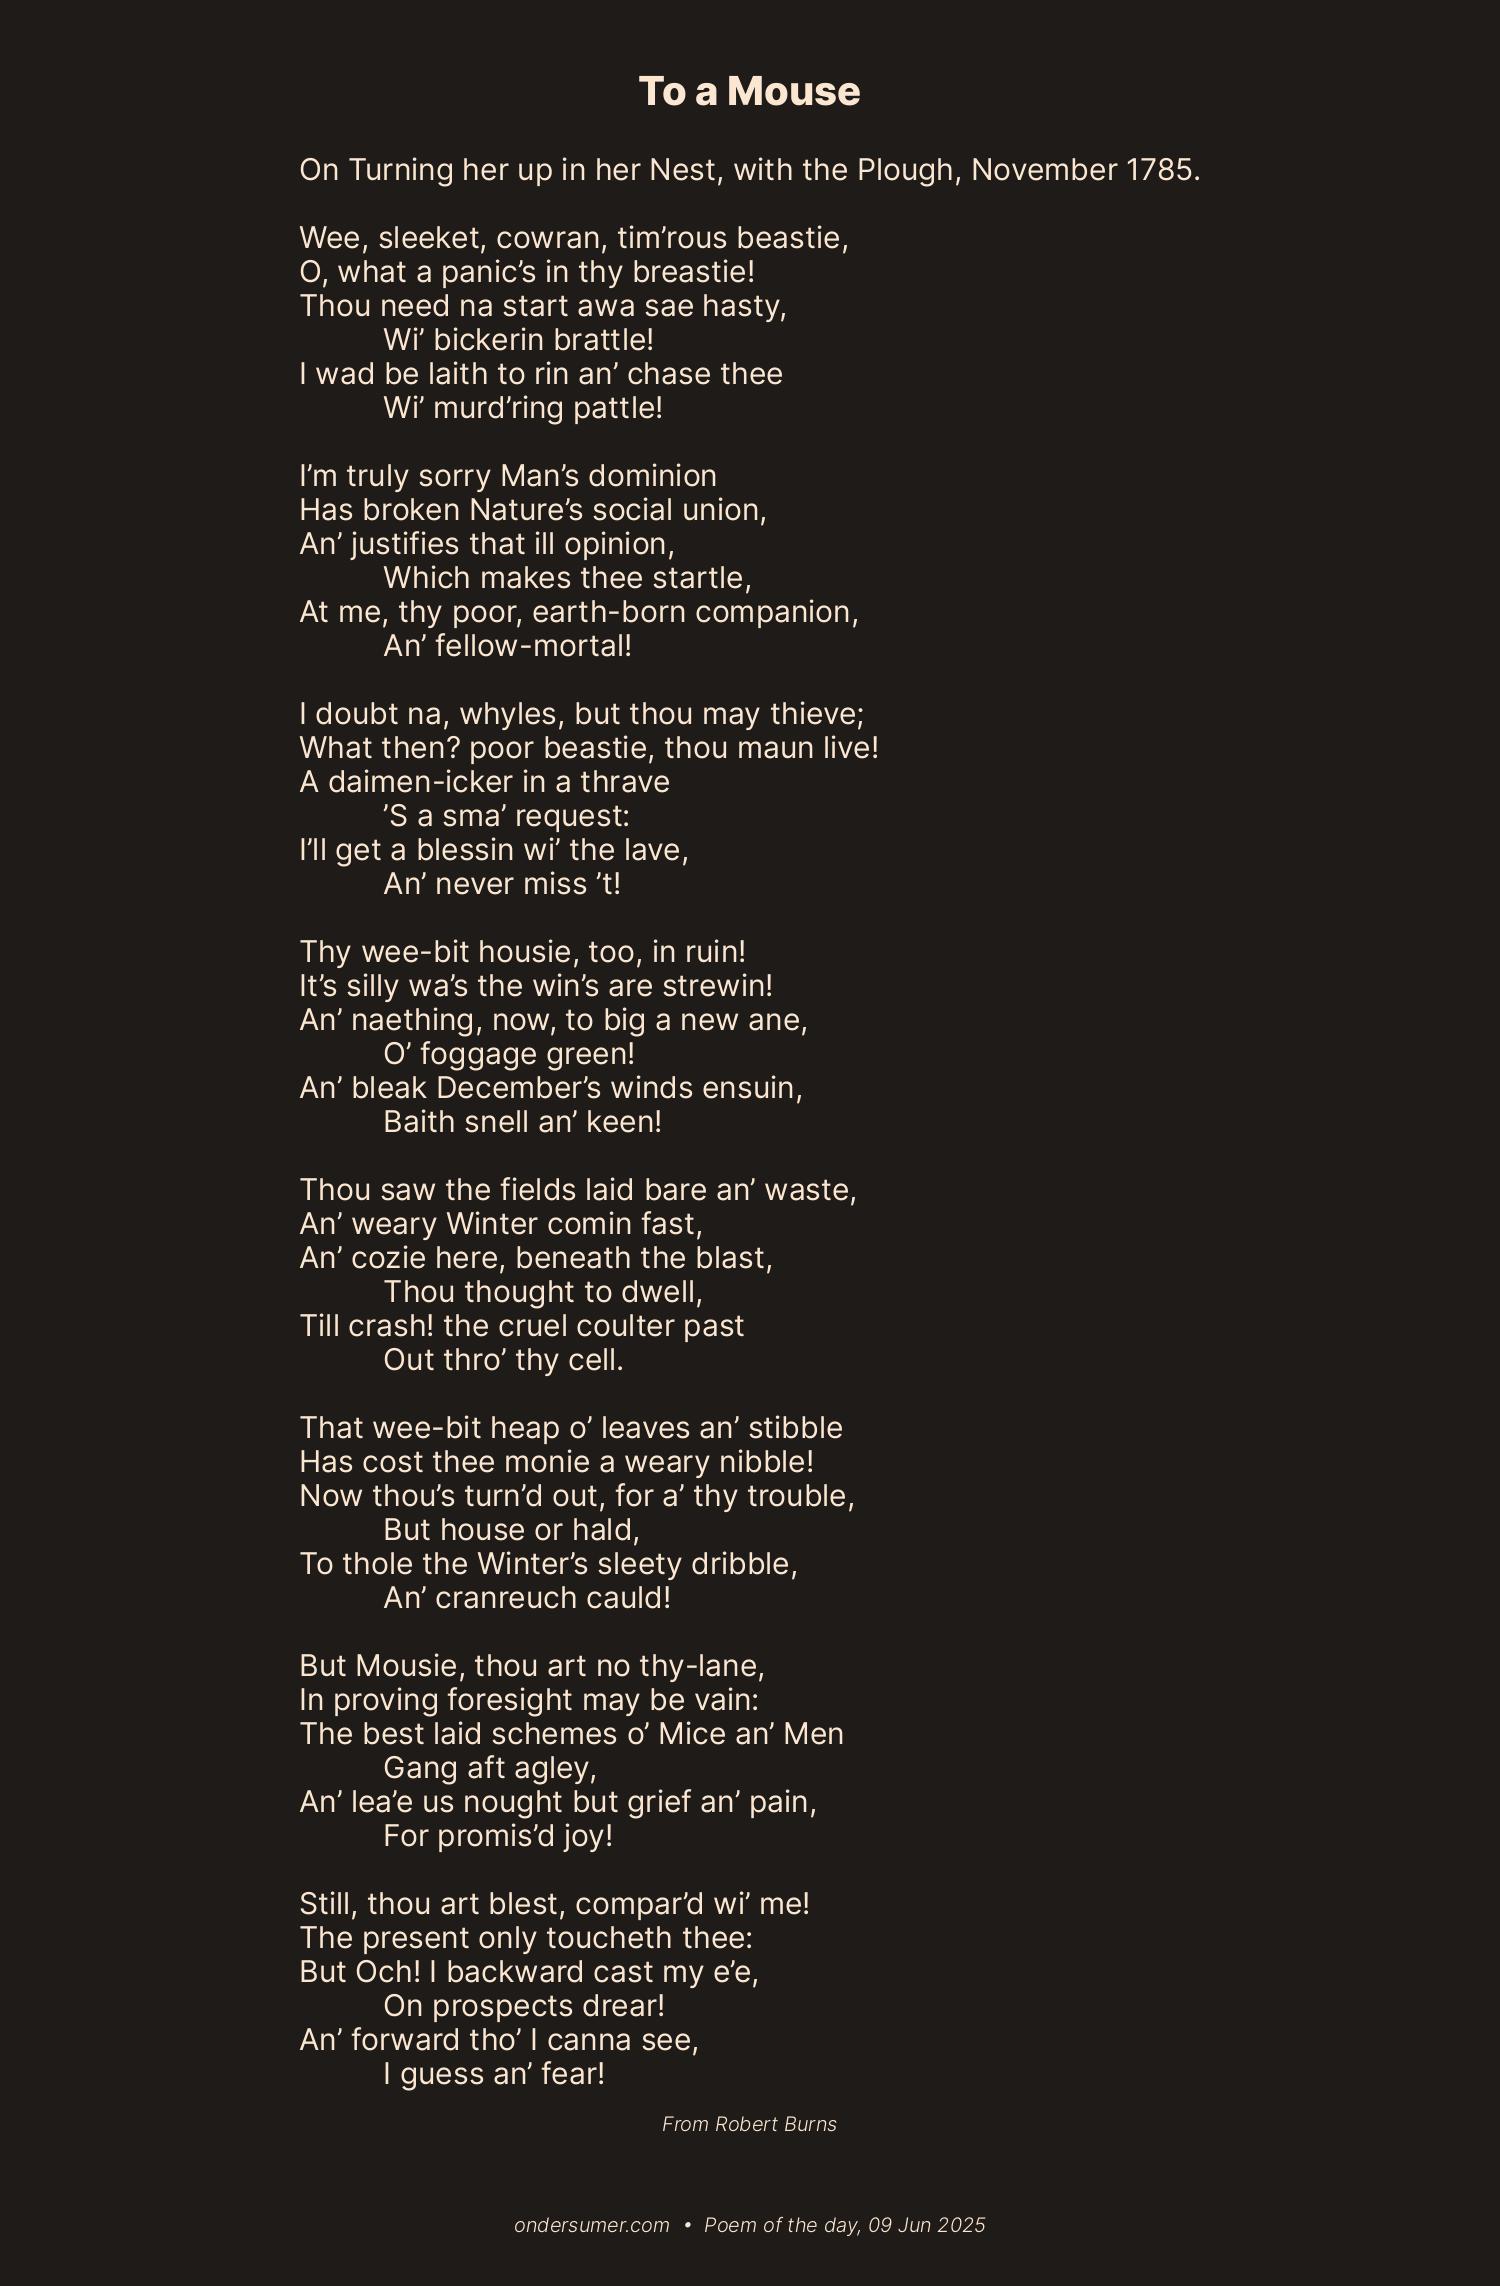 To a Mouse
On Turning her up in her Nest, with the Plough, November 1785.
Wee, sleeket, cowran, tim’rous beastie,
O, what a panic’s in thy breastie!
Thou need na start awa sae hasty,
Wi’ bickerin brattle!
I wad be laith to rin an’ chase thee
Wi’ murd’ring pattle!
I’m truly sorry Man’s dominion
Has broken Nature’s social union,
An’ justifies that ill opinion,
Which makes thee startle,
At me, thy poor, earth-born companion,
An’ fellow-mortal!
I doubt na, whyles, but thou may thieve;
What then? poor beastie, thou maun live!
A daimen-icker in a thrave
’S a sma’ request:
I’ll get a blessin wi’ the lave,
An’ never miss ’t!
Thy wee-bit housie, too, in ruin!
It’s silly wa’s the win’s are strewin!
An’ naething, now, to big a new ane,
O’ foggage green!
An’ bleak December’s winds ensuin,
Baith snell an’ keen!
Thou saw the fields laid bare an’ waste,
An’ weary Winter comin fast,
An’ cozie here, beneath the blast,
Thou thought to dwell,
Till crash! the cruel coulter past
Out thro’ thy cell.
That wee-bit heap o’ leaves an’ stibble
Has cost thee monie a weary nibble!
Now thou’s turn’d out, for a’ thy trouble,
But house or hald,
To thole the Winter’s sleety dribble,
An’ cranreuch cauld!
But Mousie, thou art no thy-lane,
In proving foresight may be vain:
The best laid schemes o’ Mice an’ Men
Gang aft agley,
An’ lea’e us nought but grief an’ pain,
For promis’d joy!
Still, thou art blest, compar’d wi’ me!
The present only toucheth thee:
But Och! I backward cast my e’e,
On prospects drear!
An’ forward tho’ I canna see,
I guess an’ fear!
From Robert Burns
ondersumer.com • Poem of the day, 09 Jun 2025